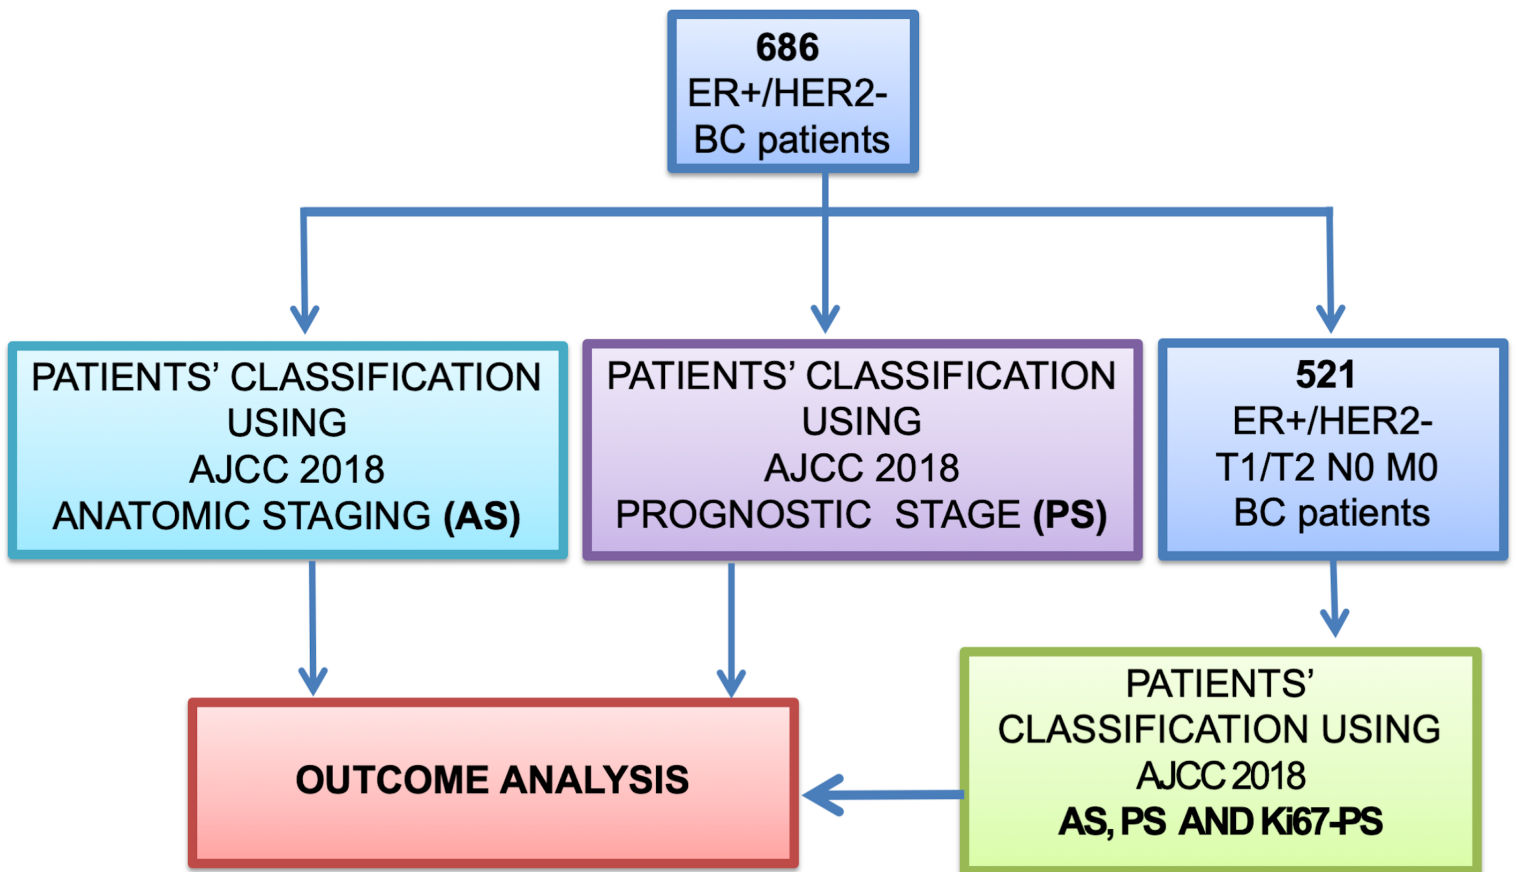 686
ER+/HER2-
BC patients
PATIENTS’ CLASSIFICATION
USING
AJCC 2018
ANATOMIC STAGING (AS)
PATIENTS’ CLASSIFICATION
USING
AJCC 2018
PROGNOSTIC STAGE (PS)
521
ER+/HER2-
T1/T2 N0 M0
BC patients
PATIENTS’
CLASSIFICATION USING
AJCC 2018
AS, PS AND Ki67-PS
OUTCOME ANALYSIS